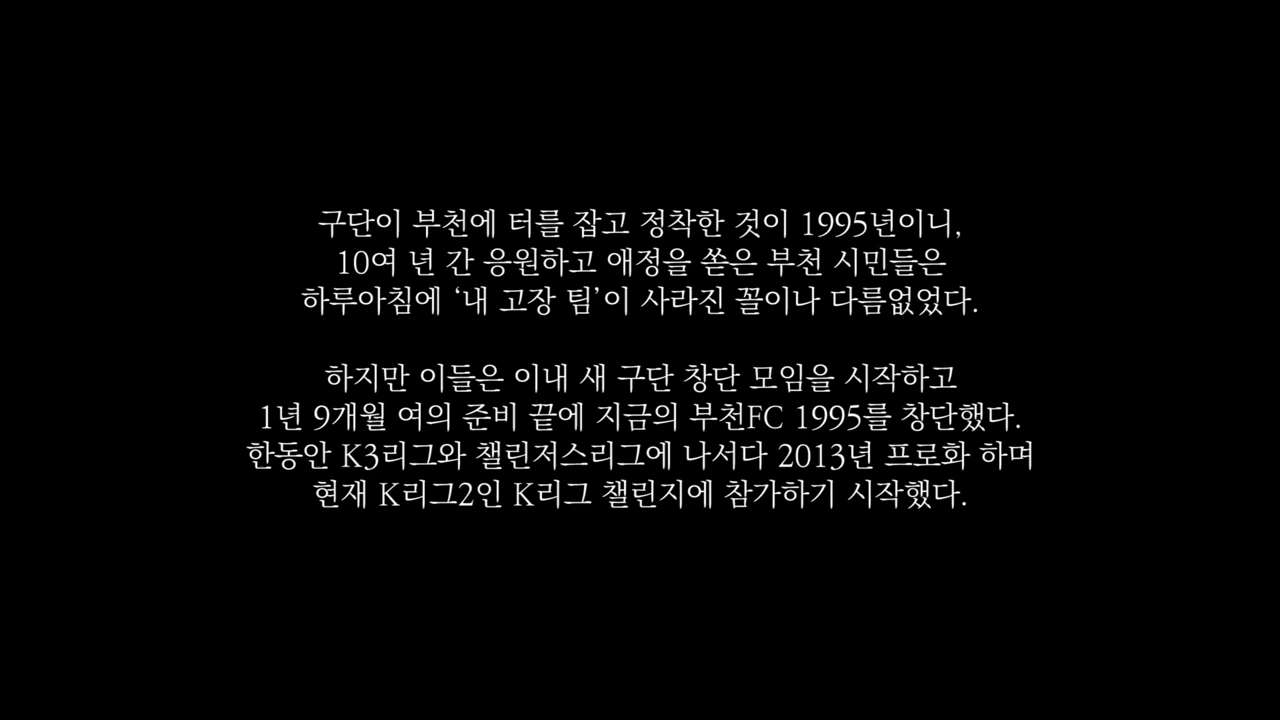 구단이 부천에 터를 잡고 정착한 것이 1995년이니,
10여 년 간 응원하고 애정을 쏟은 부천 시민들은
하루아침에 ‘내 고장 팀’이 사라진 꼴이나 다름없었다.
하지만 이들은 이내 새 구단 창단 모임을 시작하고
1년 9개월 여의 준비 끝에 지금의 부천FC 1995를 창단했다.
한동안 K3리그와 챌린저스리그에 나서다 2013년 프로화 하며
현재 K리그2인 K리그 챌린지에 참가하기 시작했다.